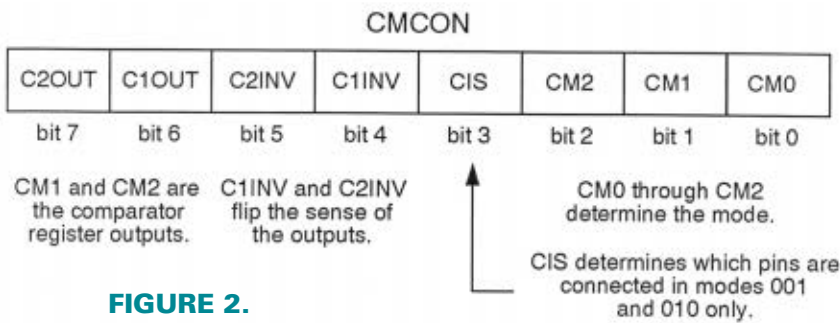 CMCON
C2OUT C1OUT C2INV C1INV CIS CM2 CM1 CM0
bit 7 bit 6 bit 5 bit 4 bit 3 bit 2 bit 1 bit 0
CM1 and CM2 are
the comparator
register outputs.
C1INV and C2INV
flip the sense of
the outputs.
CM0 through CM2
determine the mode.
CIS determines which pins are
connected in modes 001
and 010 only.
FIGURE 2.